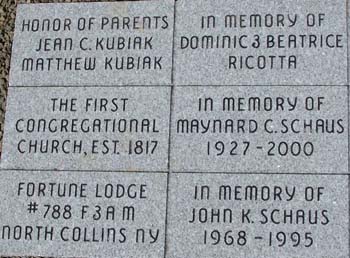 HONOR OF PARENTS
JEAN C. KUBIAK
MATTHEW KUBIAK
IN MEMORY OF
DOMINIC & BEATRICE
RICOTTA
THE FIRST
CONGREGATIONAL
CHURCH, EST. 1817
IN MEMORY OF
MAYNARD C. SCHAUS
1927-2000
FORTUNE LODGE
#788 F & A M
NORTH COLLINS NY
IN MEMORY OF
JOHN K. SCHAUS
1968-1995